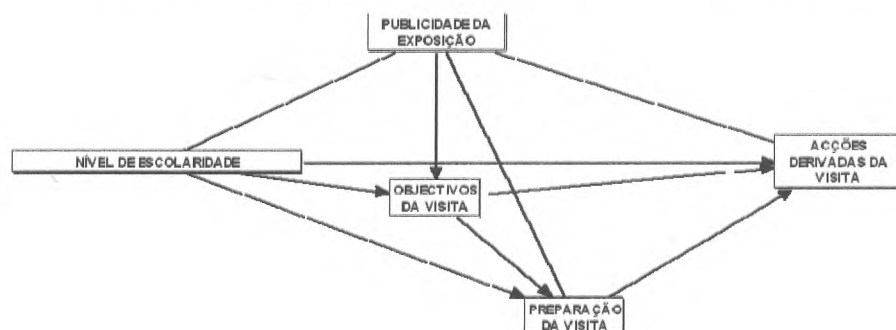 PUBLICIDADE DA
EXPOSIÇÃO
NÍVEL DE ESCOLARIDADE
ACÇÕES
DERIVADAS DA
VISITA
OBJECTIVOS
DA VISITA
PREPARAÇÃO
DA VISITA